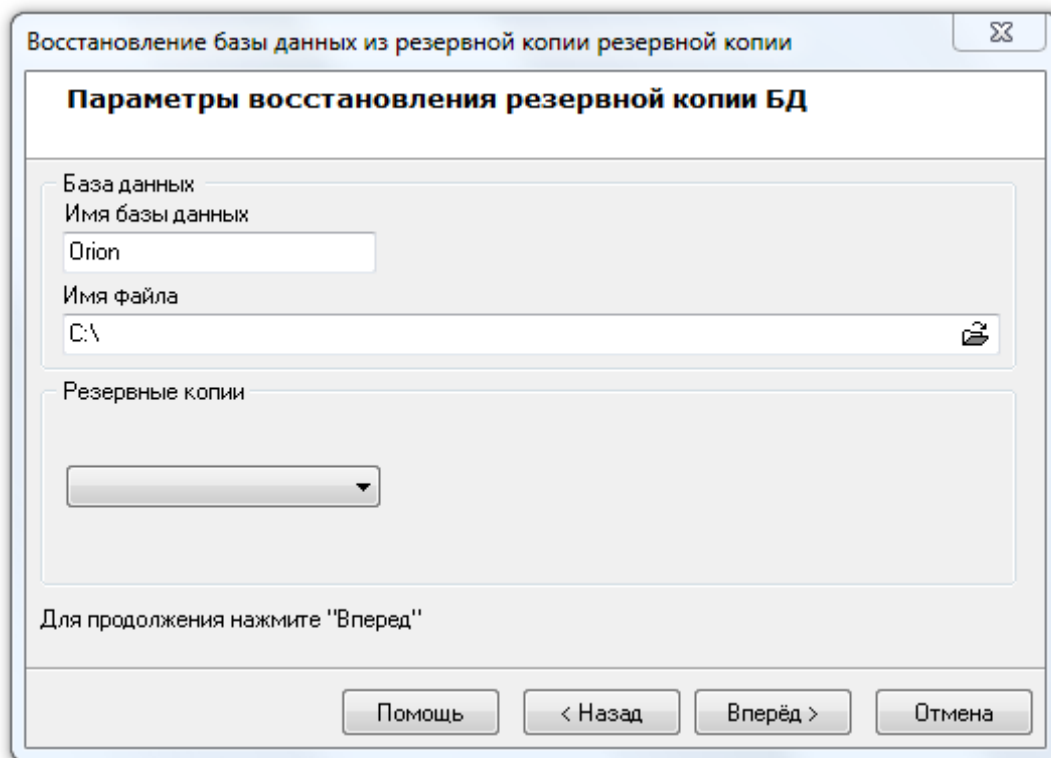 Восстановление базы данных из резервной копии резервной копии
Параметры восстановления резервной копии БД
База данных
Имя базы данных
Orion
Имя файла
C:\
Резервные копии
Для продолжения нажмите "Вперед"
Помощь
< Назад
Вперёд >
Отмена